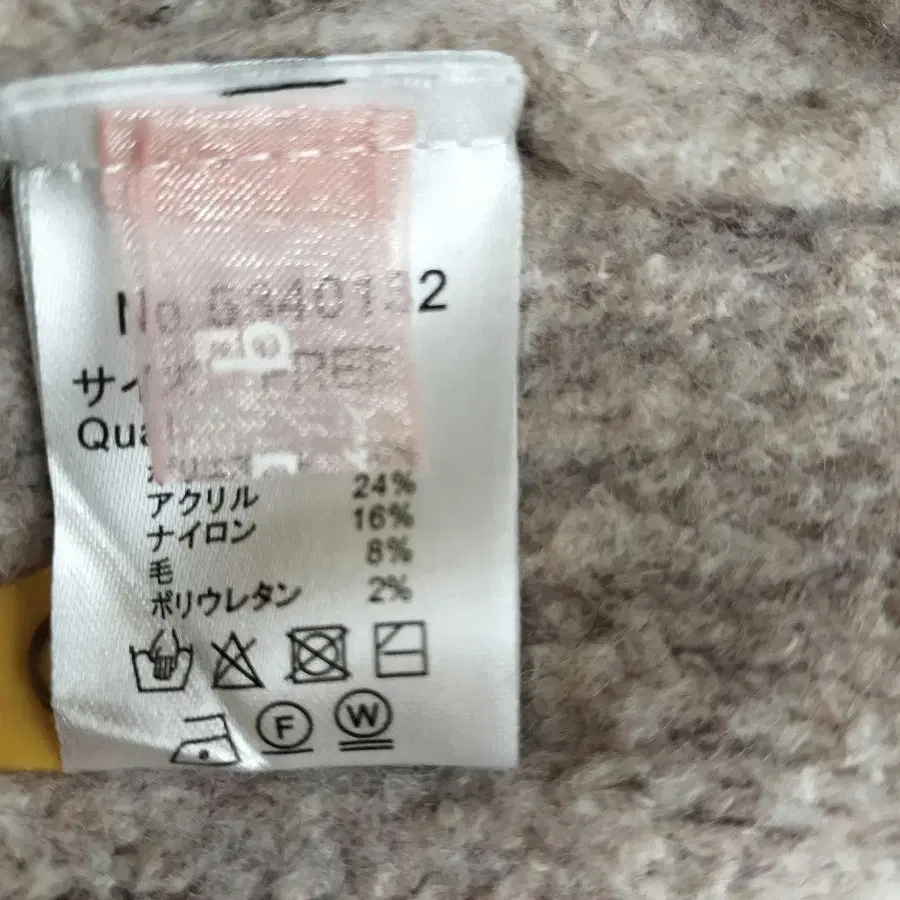 No. 5340132
サイ
Qua
アクリル 24%
ナイロン 16%
毛 8%
ポリウレタン 2%
F W